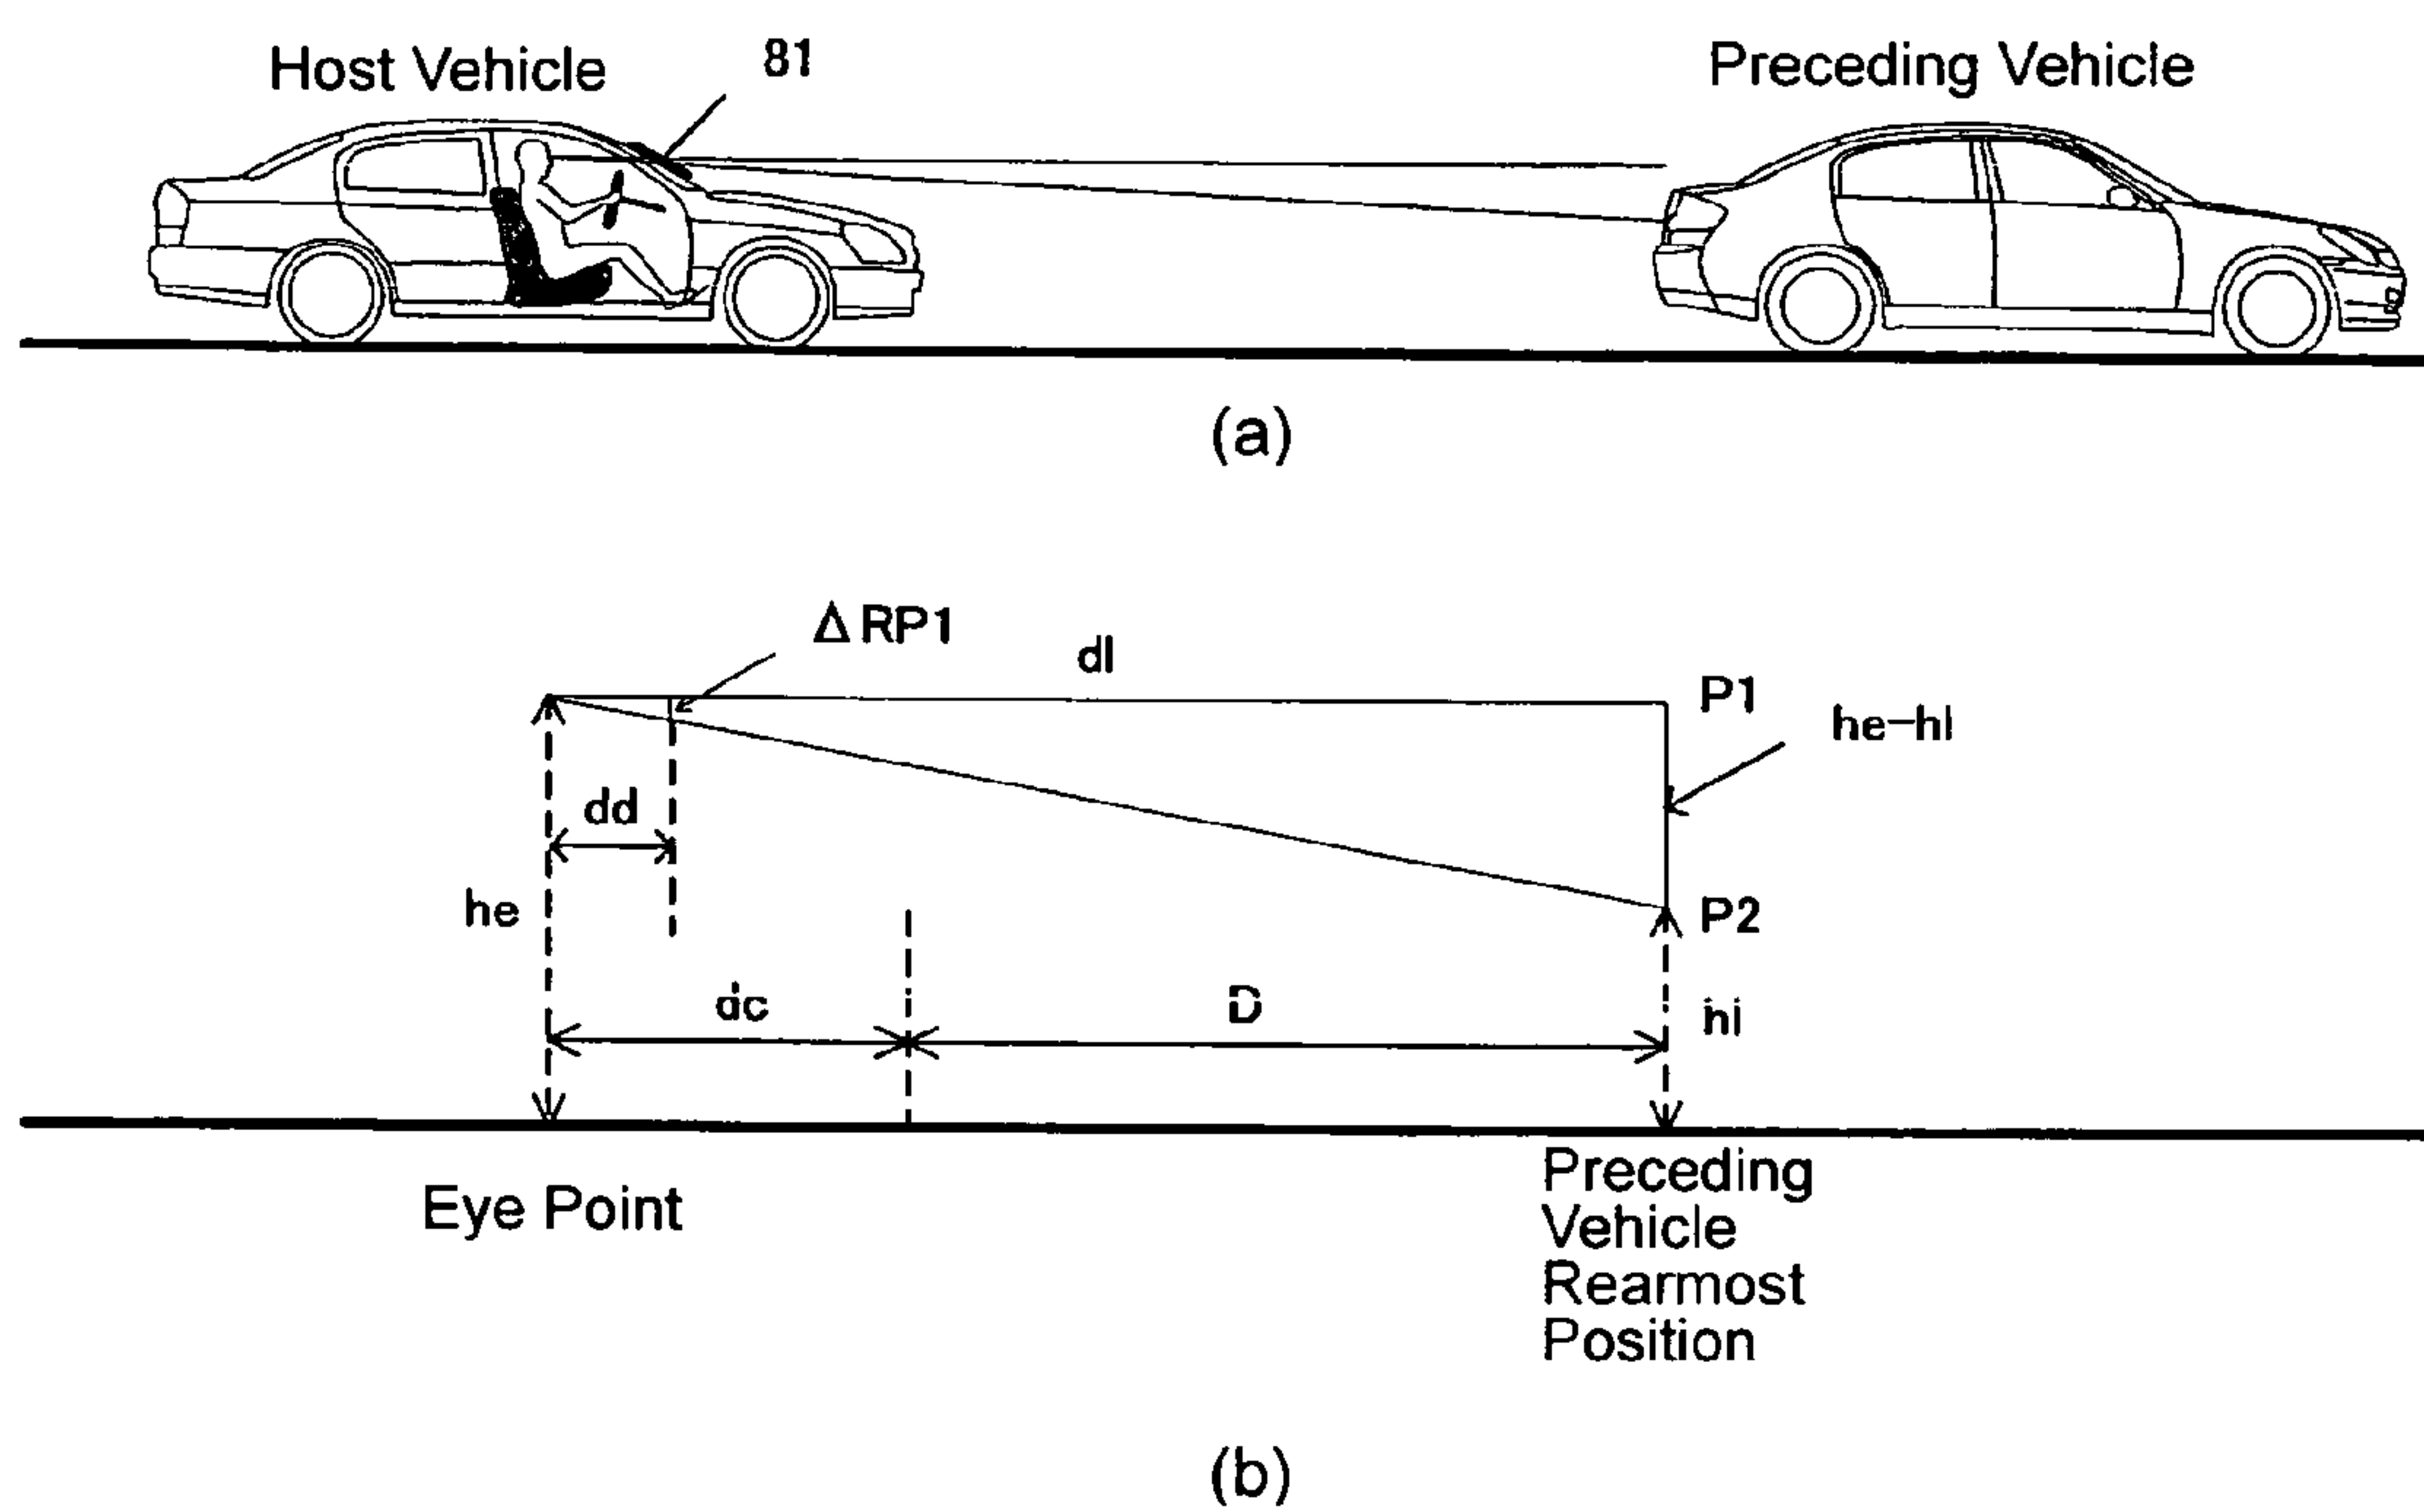 Host Vehicle
81
Preceding Vehicle
(a)
ΔRP1
dl
P1
he-hl
dd
he
P2
dc
D
hl
Eye Point
Preceding
Vehicle
Rearmost
Position
(b)